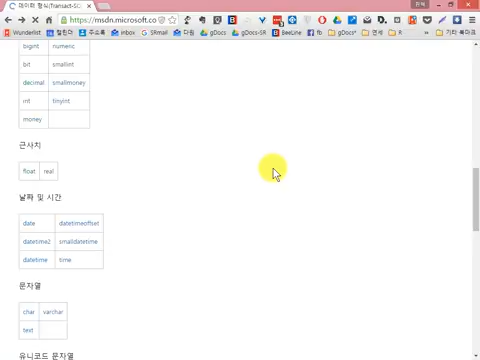 데이터 형식(Transact-SQ
https://msdn.microsoft.co
Wunderlist 캘린더 주소록 inbox SRmail 다원 gDocs gDocs-SR BeeLine fb gDocs* 연세 R 기타 북마크
bigint numeric
bit smallint
decimal smallmoney
int tinyint
money
근사치
float real
날짜 및 시간
date datetimeoffset
datetime2 smalldatetime
datetime time
문자열
char varchar
text
유니코드 문자열